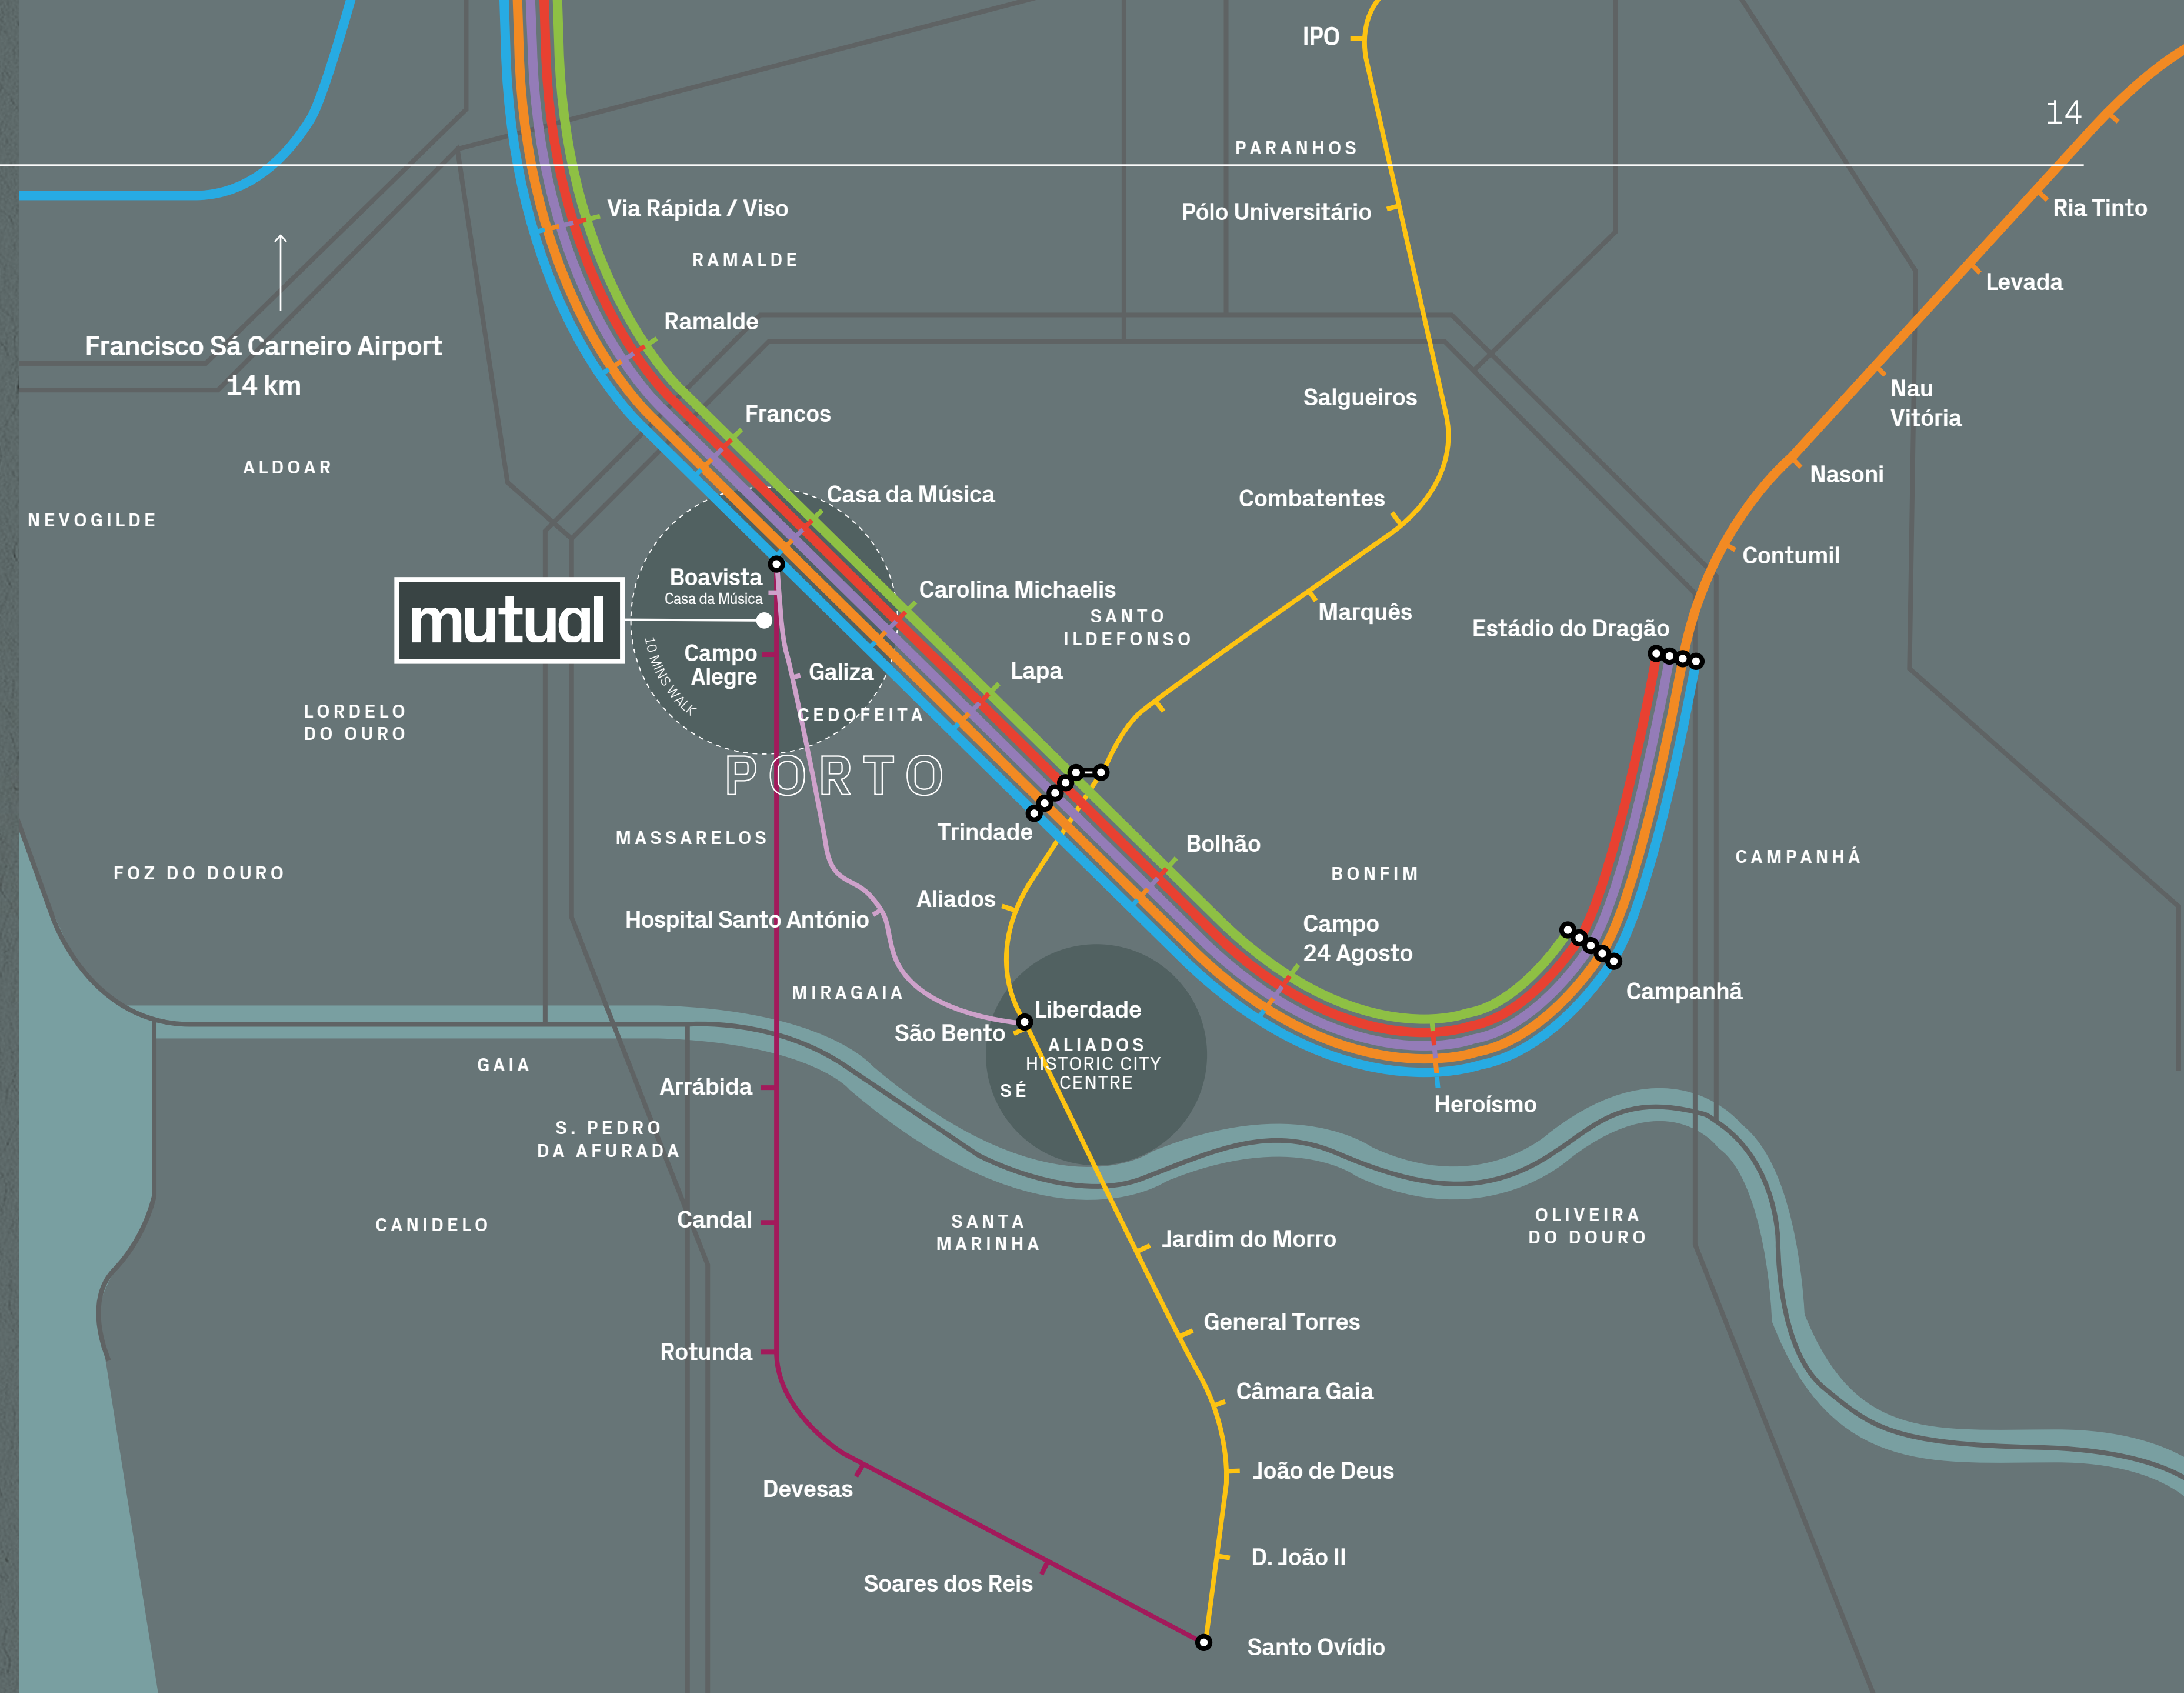 IPO
14
PARANHOS
Via Rápida / Viso
Pólo Universitário
Ria Tinto
RAMALDE
Levada
Ramalde
Francisco Sá Carneiro Airport
14 km
Nau
Vitória
Salgueiros
Francos
ALDOAR
Nasoni
Casa da Música
Combatentes
NEVOGILDE
Contumil
Boavista
Casa da Música
Carolina Michaelis
SANTO
ILDEFONSO
Marquês
mutual
Estádio do Dragão
10 MINS WALK
Campo
Alegre
Galiza
Lapa
LORDELO
DO OURO
CEDOFEITA
PORTO
Trindade
MASSARELOS
Bolhão
CAMPANHÁ
FOZ DO DOURO
BONFIM
Aliados
Hospital Santo António
Campo
24 Agosto
MIRAGAIA
Campanhã
Liberdade
São Bento
ALIADOS
HISTORIC CITY
CENTRE
GAIA
Arrábida
SÉ
Heroísmo
S. PEDRO
DA AFURADA
CANIDELO
Candal
SANTA
MARINHA
Jardim do Morro
OLIVEIRA
DO DOURO
General Torres
Rotunda
Câmara Gaia
João de Deus
Devesas
D. João II
Soares dos Reis
Santo Ovídio